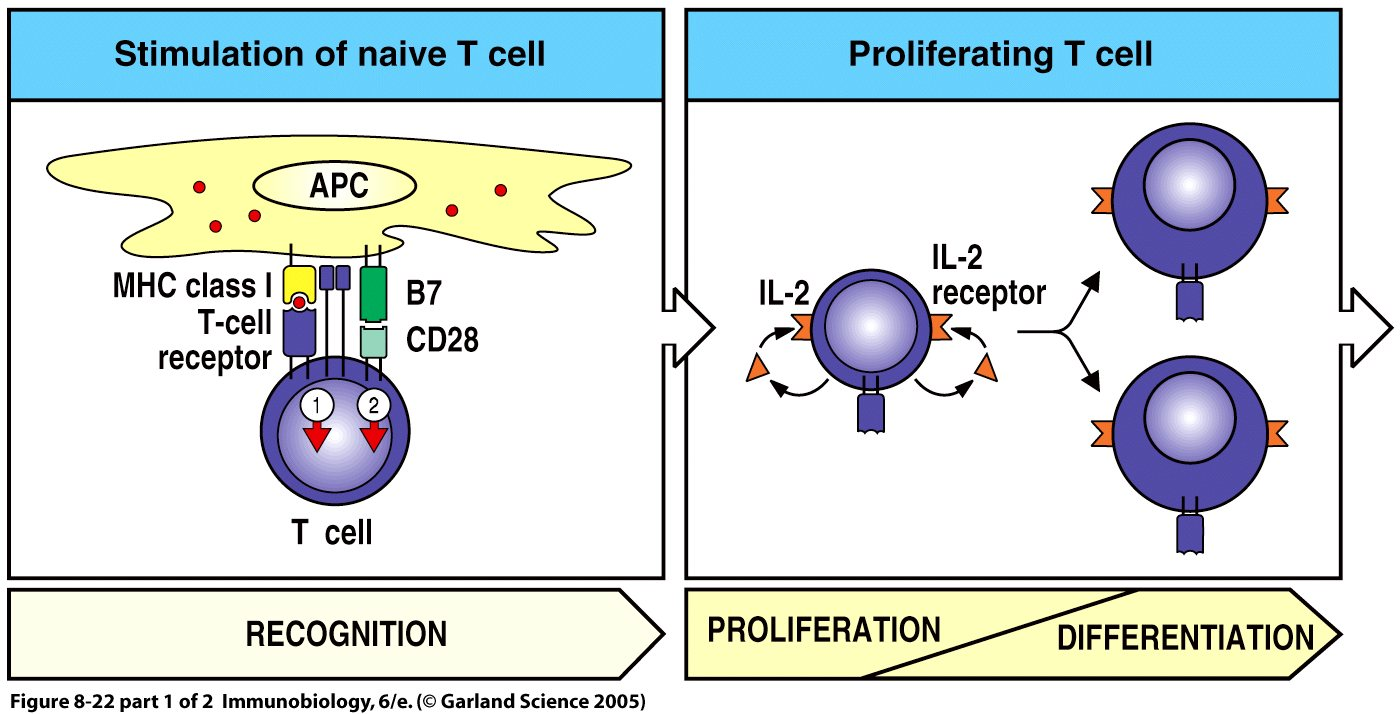 Stimulation of naive T cell
Proliferating T cell
APC
MHC class I
T-cell
receptor
B7
CD28
1
2
T cell
IL-2
IL-2
receptor
RECOGNITION
PROLIFERATION
DIFFERENTIATION
Figure 8-22 part 1 of 2 Immunobiology, 6/e. (© Garland Science 2005)